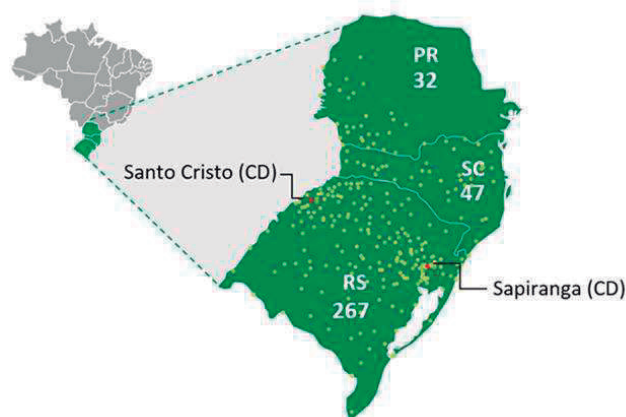 PR
32
SC
47
Santo Cristo (CD)
RS
267
Sapiranga (CD)